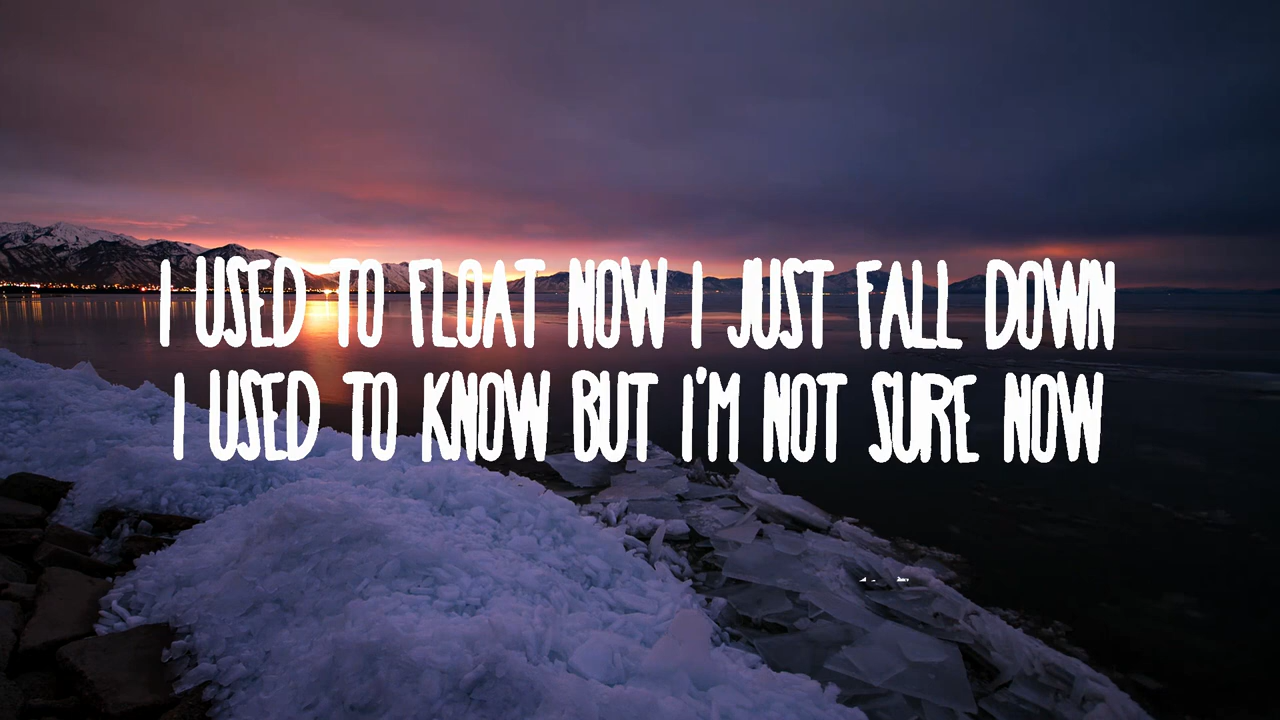 I USED TO FLOAT NOW I JUST FALL DOWN
I USED TO KNOW BUT I'M NOT SURE NOW